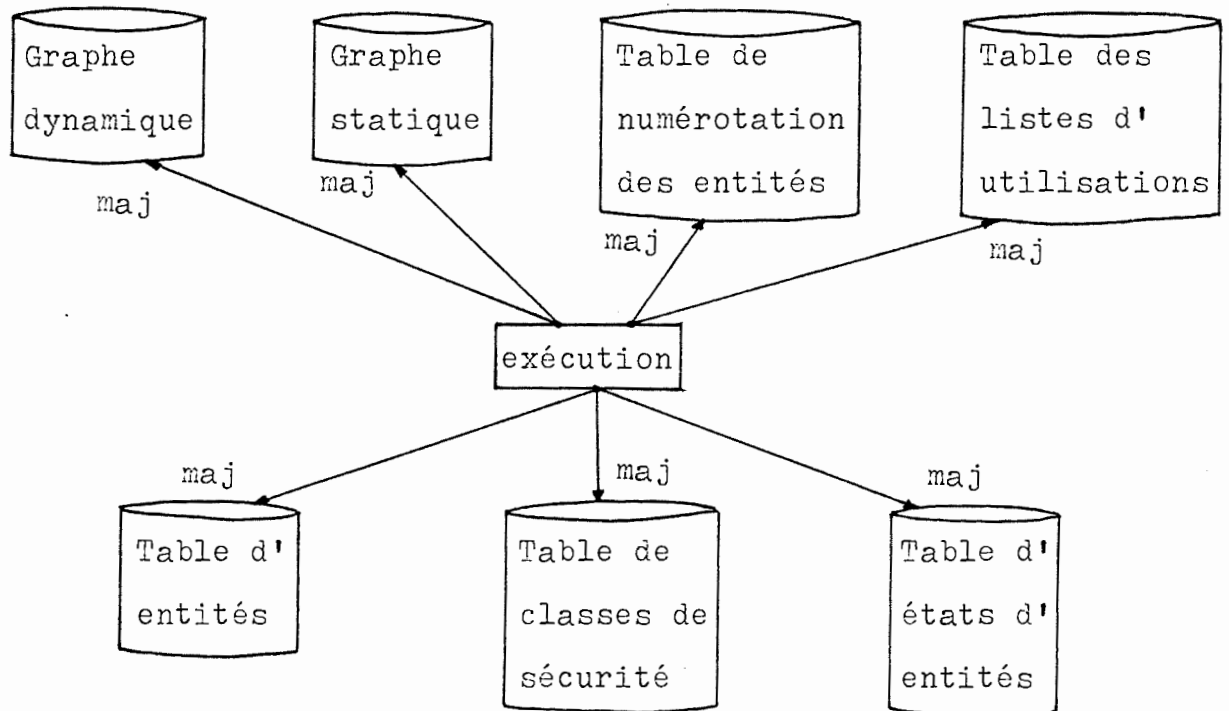 Graphe
dynamique
Graphe
statique
Table de
numérotation
des entités
Table des
listes d'
utilisations
maj
maj
maj
maj
exécution
maj
maj
maj
Table d'
entités
Table de
classes de
sécurité
Table d'
états d'
entités